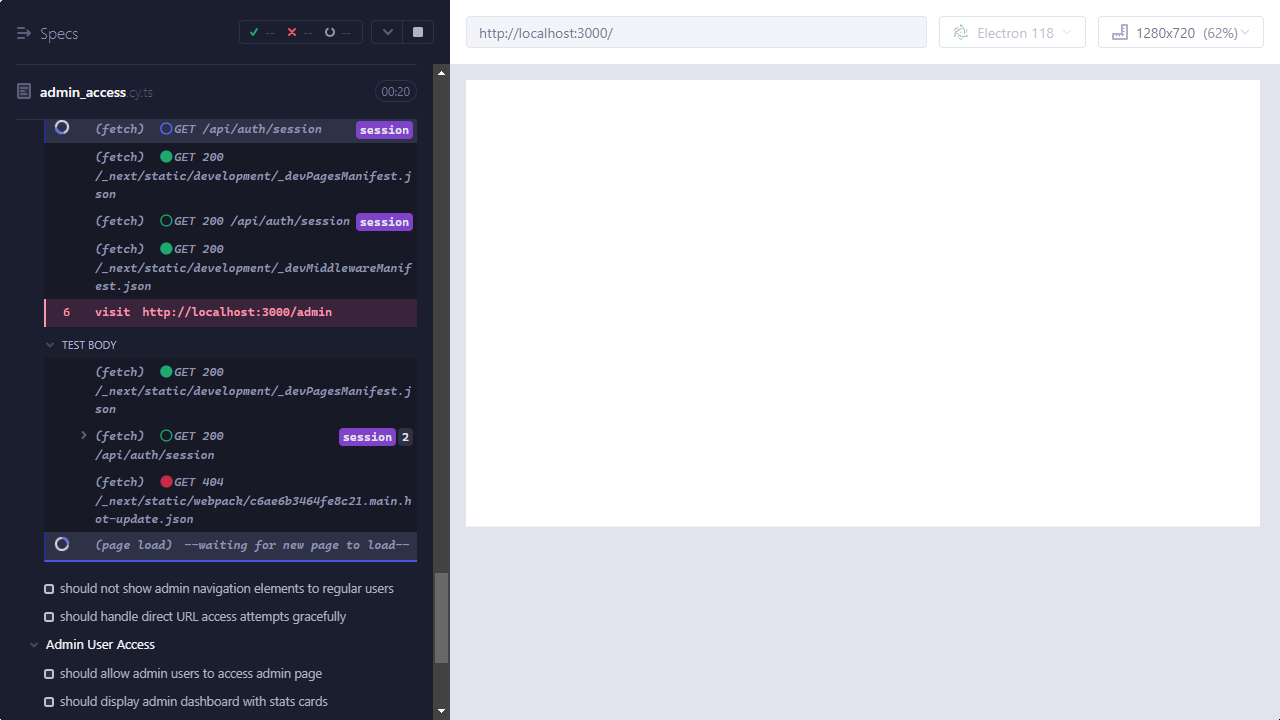 Specs
--
--
--
http://localhost:3000/
Electron 118
1280x720 (62%)
admin_access.cy.ts
00:20
(fetch) GET /api/auth/session session
(fetch) GET 200
/_next/static/development/_devPagesManifest.j
son
(fetch) GET 200 /api/auth/session session
(fetch) GET 200
/_next/static/development/_devMiddlewareManif
est.json
6 visit http://localhost:3000/admin
TEST BODY
(fetch) GET 200
/_next/static/development/_devPagesManifest.j
son
(fetch) GET 200 session 2
/api/auth/session
(fetch) GET 404
/_next/static/webpack/c6ae6b3464fe8c21.main.h
ot-update.json
(page load) --waiting for new page to load--
should not show admin navigation elements to regular users
should handle direct URL access attempts gracefully
Admin User Access
should allow admin users to access admin page
should display admin dashboard with stats cards